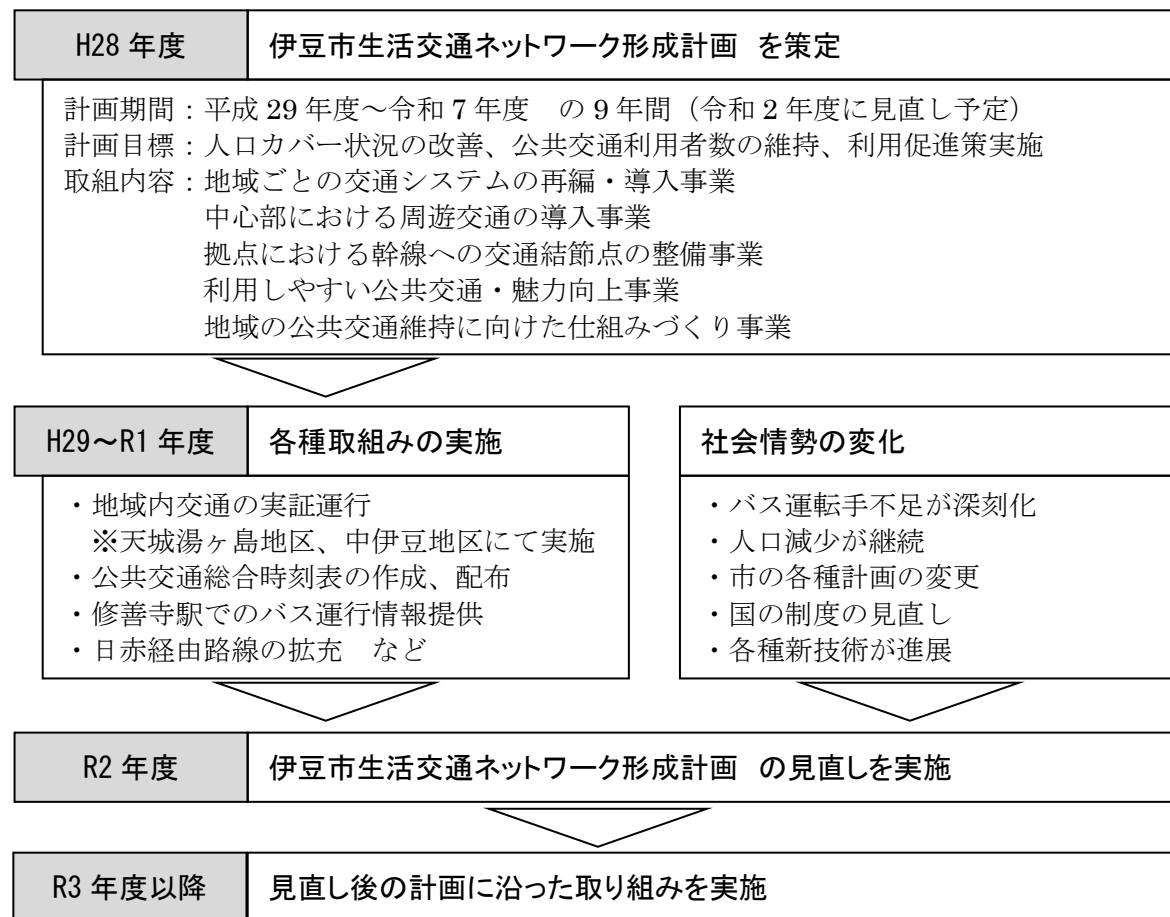 H28 年度
伊豆市生活交通ネットワーク形成計画　を策定
計画期間：平成 29 年度～令和 7 年度　の 9 年間（令和 2 年度に見直し予定）
計画目標：人口カバー状況の改善、公共交通利用者数の維持、利用促進策実施
取組内容：地域ごとの交通システムの再編・導入事業
中心部における周遊交通の導入事業
拠点における幹線への交通結節点の整備事業
利用しやすい公共交通・魅力向上事業
地域の公共交通維持に向けた仕組みづくり事業
H29～R1 年度
各種取組みの実施
・地域内交通の実証運行
※天城湯ヶ島地区、中伊豆地区にて実施
・公共交通総合時刻表の作成、配布
・修善寺駅でのバス運行情報提供
・日赤経由路線の拡充　など
社会情勢の変化
・バス運転手不足が深刻化
・人口減少が継続
・市の各種計画の変更
・国の制度の見直し
・各種新技術が進展
R2 年度
伊豆市生活交通ネットワーク形成計画　の見直しを実施
R3 年度以降
見直し後の計画に沿った取り組みを実施